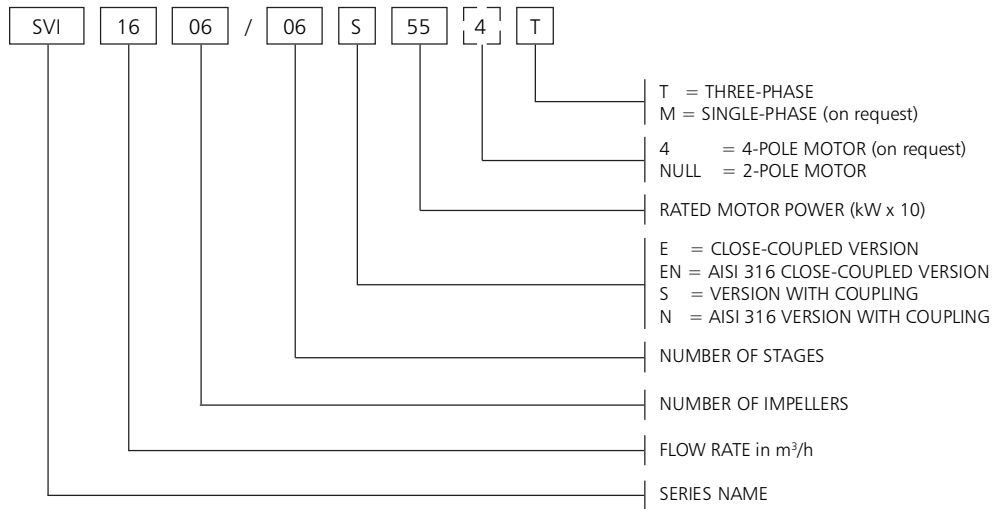 SVI 16 06 / 06 S 55 4 T
T = THREE-PHASE
M = SINGLE-PHASE (on request)
4 = 4-POLE MOTOR (on request)
NULL = 2-POLE MOTOR
RATED MOTOR POWER (kW x 10)
E = CLOSE-COUPLED VERSION
EN = AISI 316 CLOSE-COUPLED VERSION
S = VERSION WITH COUPLING
N = AISI 316 VERSION WITH COUPLING
NUMBER OF STAGES
NUMBER OF IMPELLERS
FLOW RATE in m³/h
SERIES NAME